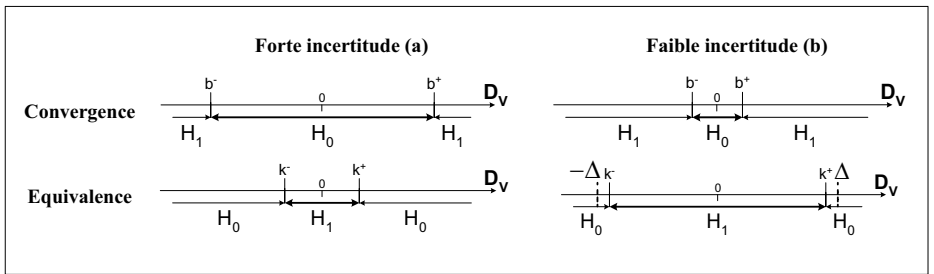 Forte incertitude (a) Faible incertitude (b)
b⁻ b⁺ b⁻ b⁺
Convergence 0 D_V 0 D_V
H₁ H₀ H₁ H₁ H₀ H₁
k⁻ k⁺ −Δ k⁻ k⁺ Δ
Equivalence 0 D_V 0 D_V
H₀ H₁ H₀ H₀ H₁ H₀